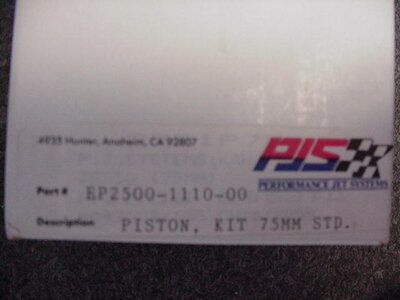 4935 Hunter, Anaheim, CA 92807
PJS
PERFORMANCE JET SYSTEMS
Part # EP2500-1110-00
Description PISTON, KIT 75MM STD.